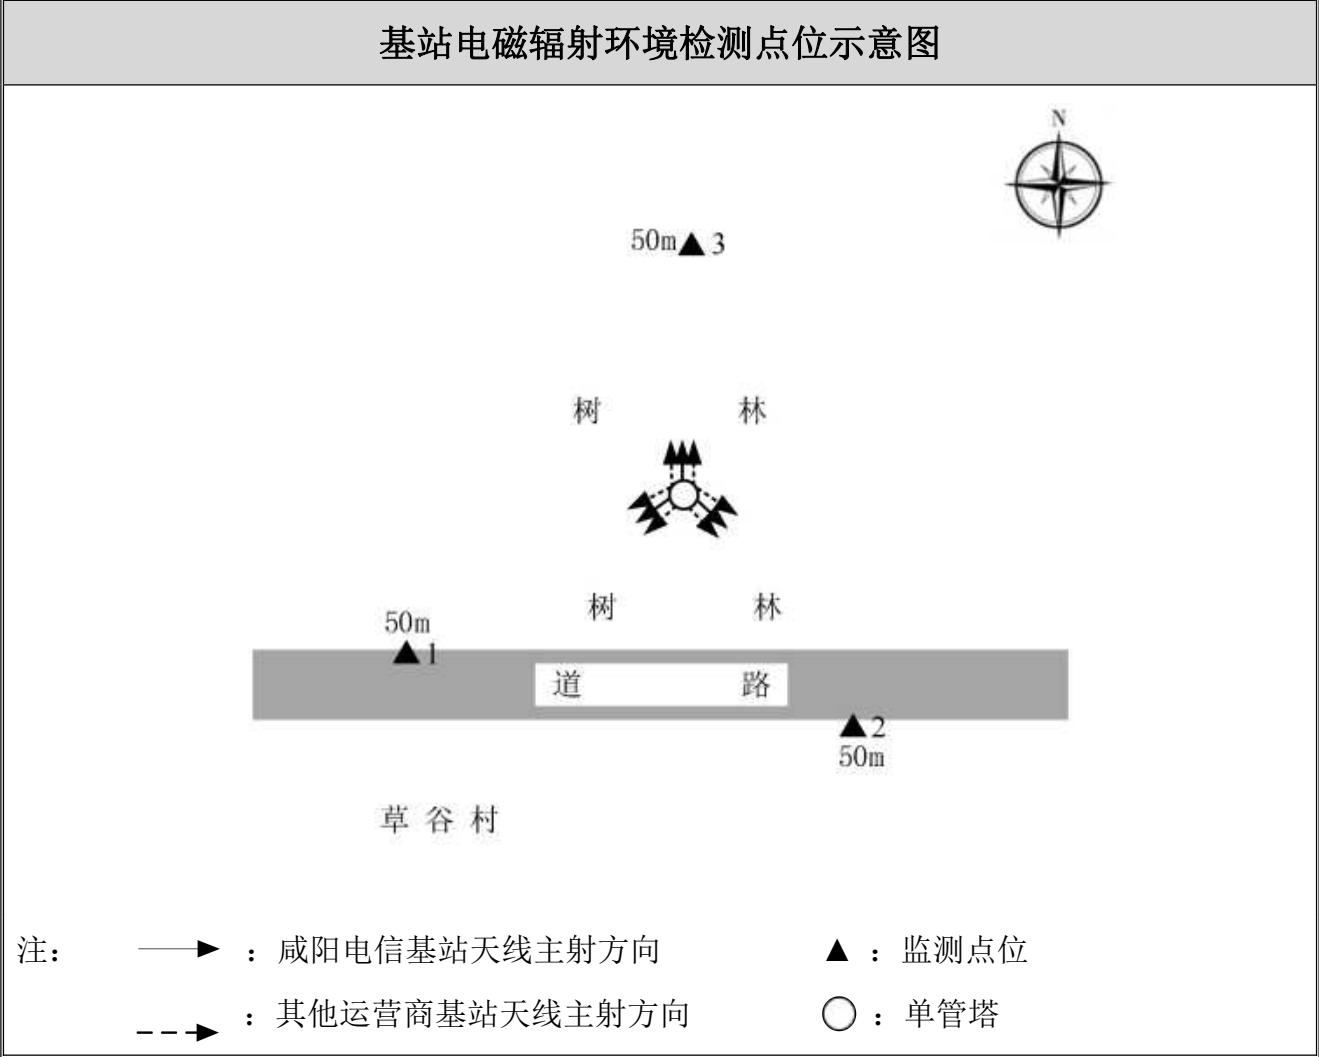 基站电磁辐射环境检测点位示意图
N
50m▲3
树 林
树 林
50m
▲1
道 路
▲2
50m
草 谷 村
注： ：咸阳电信基站天线主射方向 ▲：监测点位
：其他运营商基站天线主射方向 ：单管塔